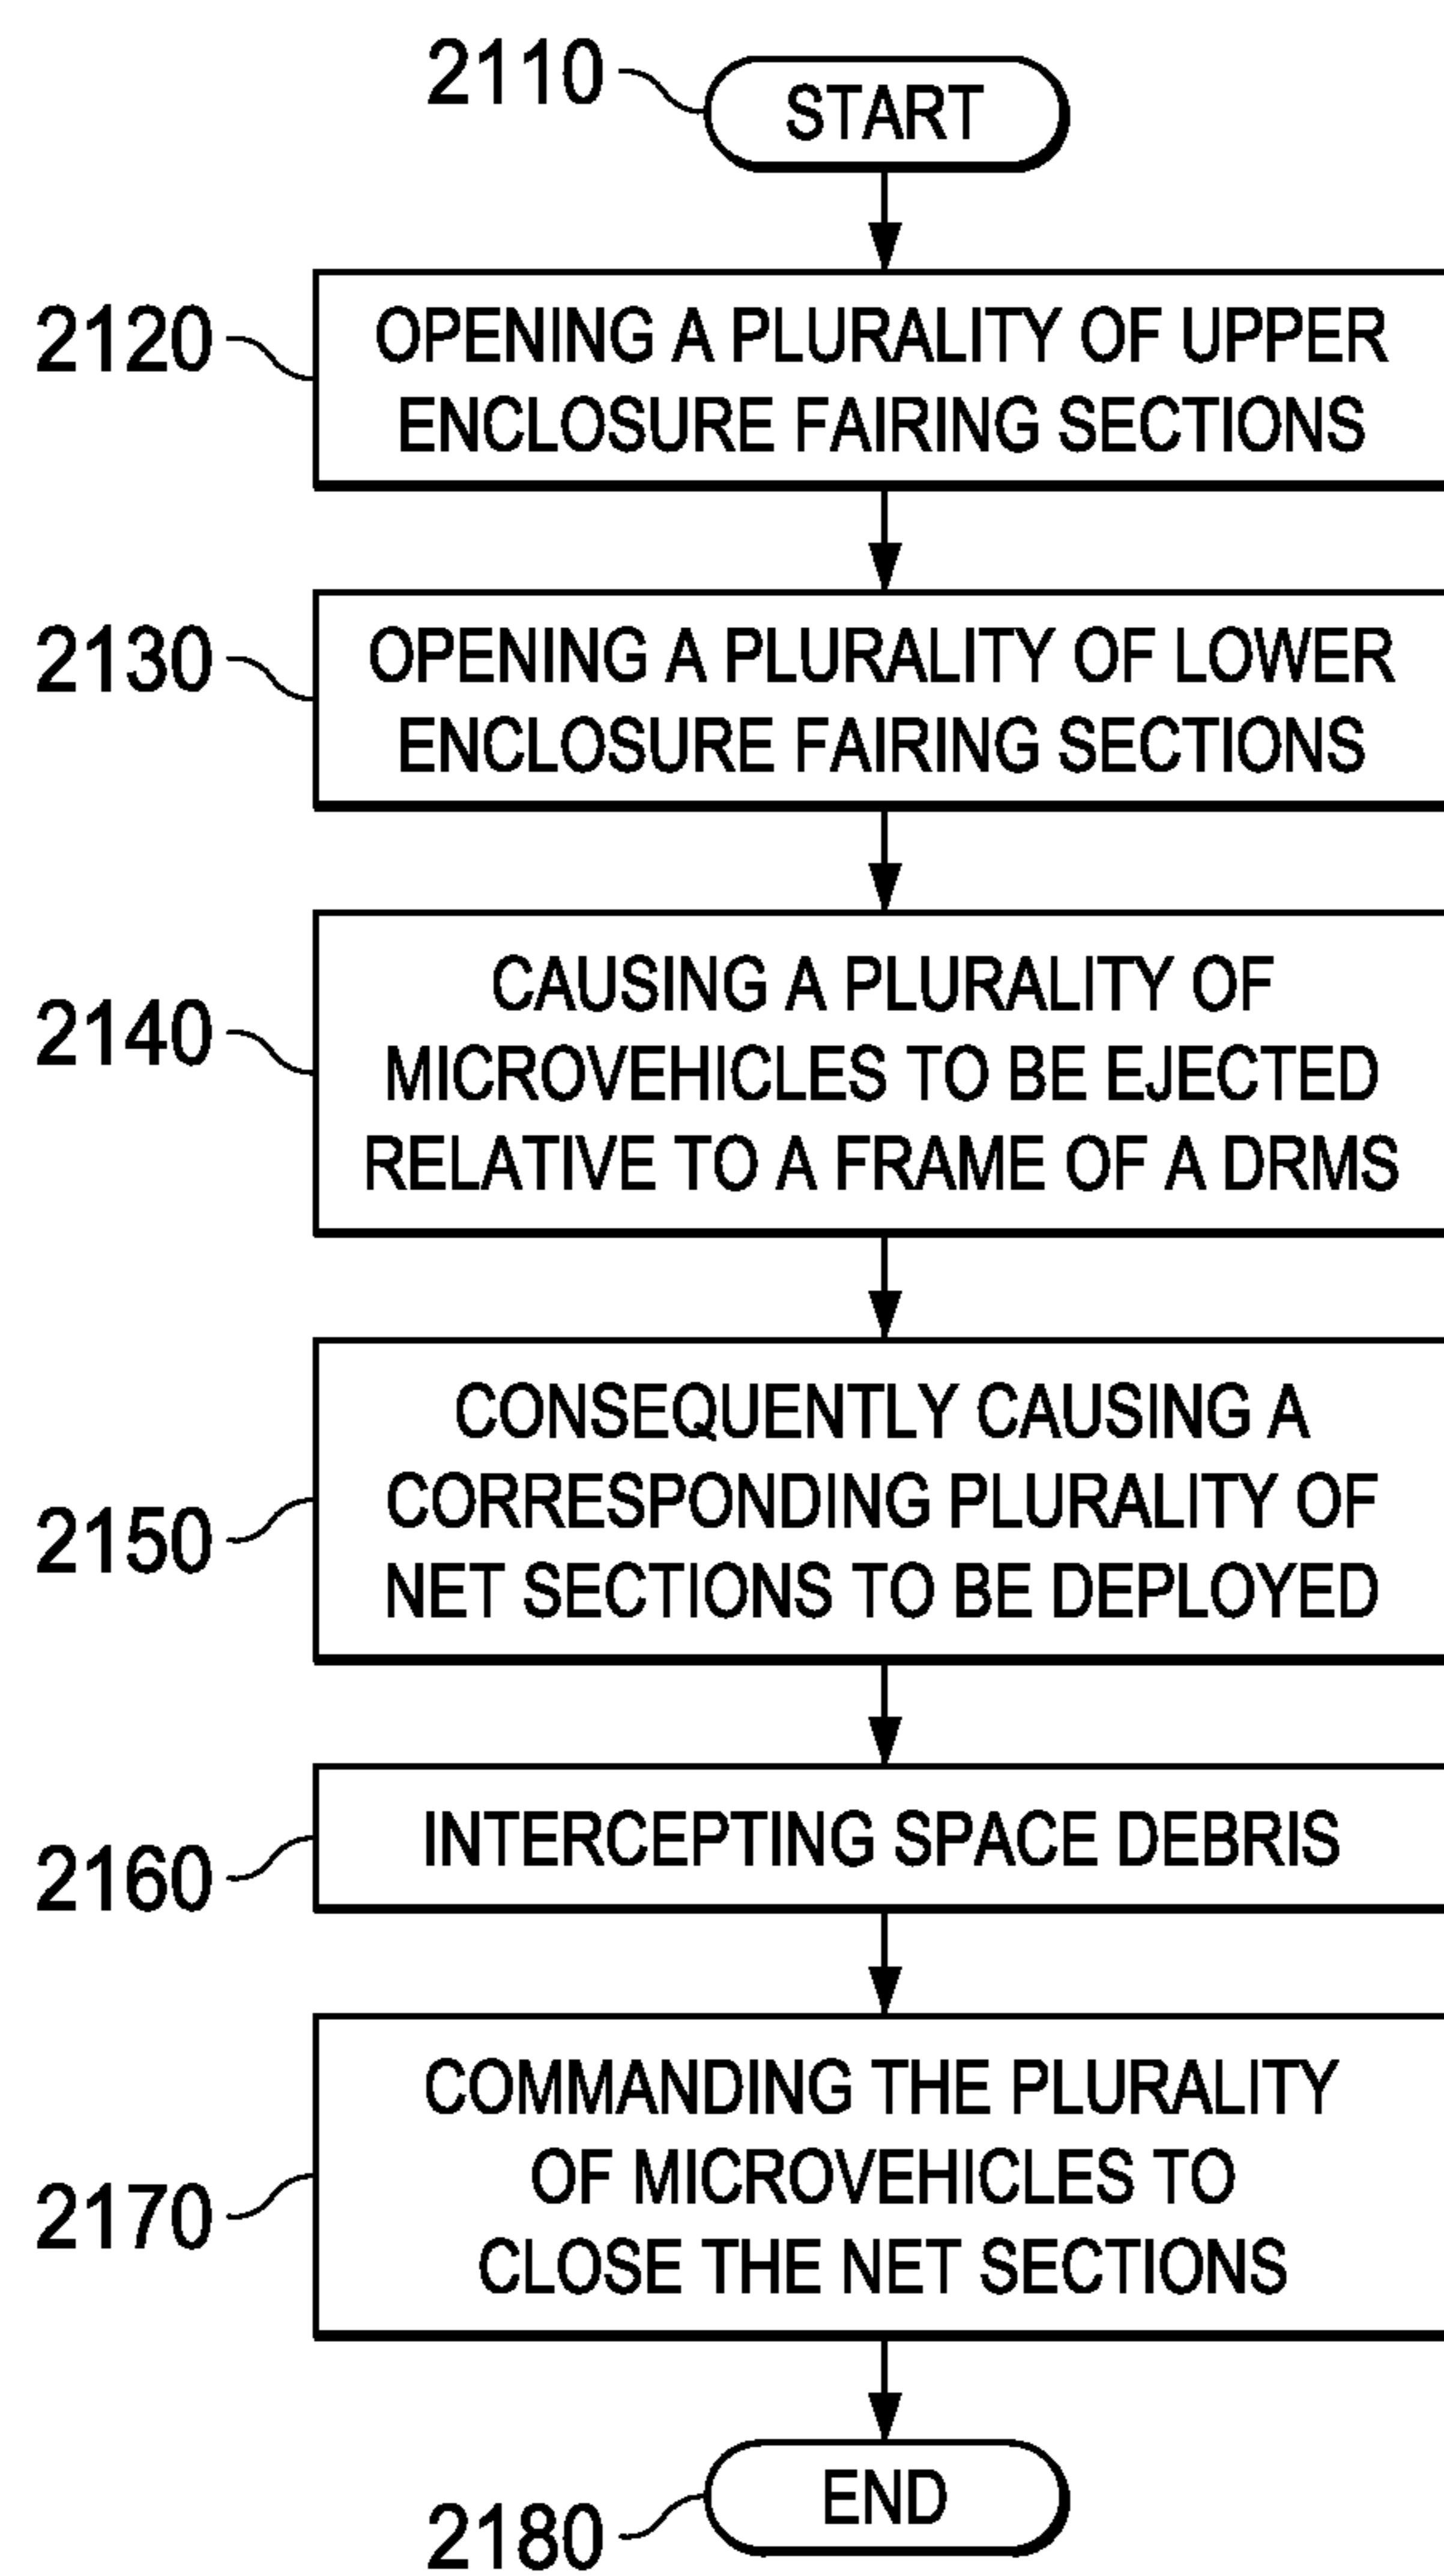 2110
START
2120
OPENING A PLURALITY OF UPPER
ENCLOSURE FAIRING SECTIONS
2130
OPENING A PLURALITY OF LOWER
ENCLOSURE FAIRING SECTIONS
2140
CAUSING A PLURALITY OF
MICROVEHICLES TO BE EJECTED
RELATIVE TO A FRAME OF A DRMS
2150
CONSEQUENTLY CAUSING A
CORRESPONDING PLURALITY OF
NET SECTIONS TO BE DEPLOYED
2160
INTERCEPTING SPACE DEBRIS
2170
COMMANDING THE PLURALITY
OF MICROVEHICLES TO
CLOSE THE NET SECTIONS
2180
END